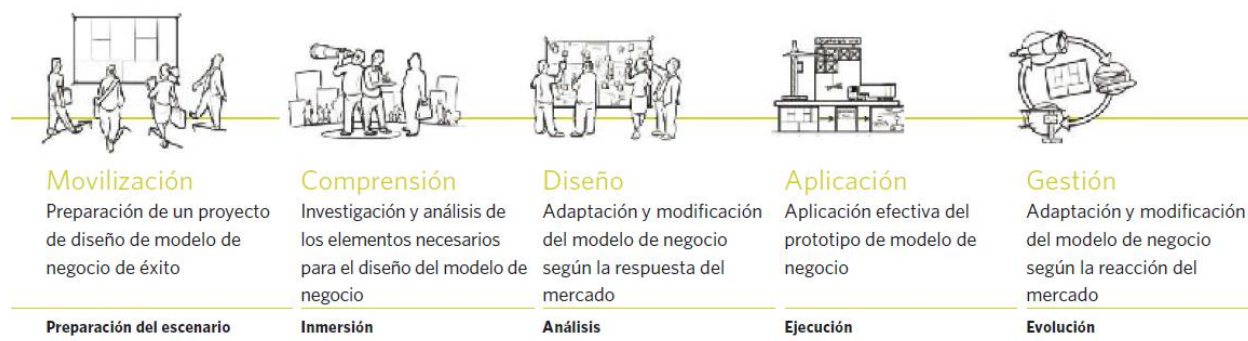 Movilización
Preparación de un proyecto
de diseño de modelo de
negocio de éxito
Preparación del escenario
Comprensión
Investigación y análisis de
los elementos necesarios
para el diseño del modelo de
negocio
Inmersión
Diseño
Adaptación y modificación
del modelo de negocio
según la respuesta del
mercado
Análisis
Aplicación
Aplicación efectiva del
prototipo de modelo de
negocio
Ejecución
Gestión
Adaptación y modificación
del modelo de negocio
según la reacción del
mercado
Evolución